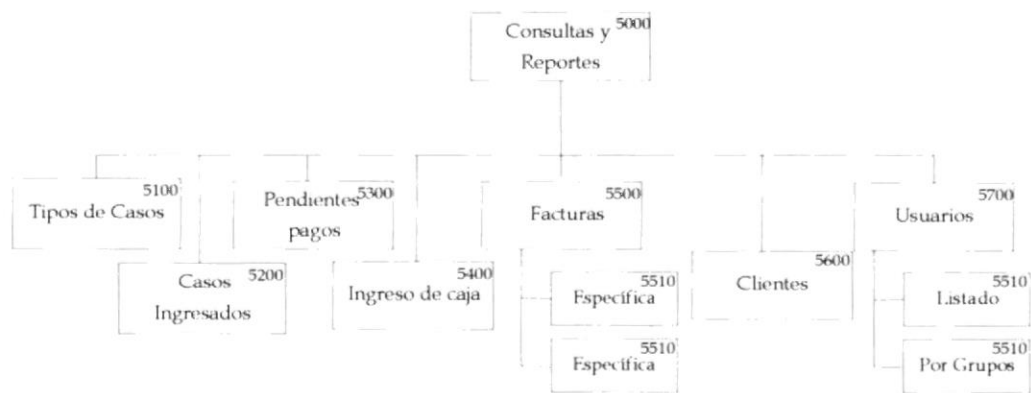 Consultas y 5000
Reportes
5100
Tipos de Casos
Pendientes 5300
pagos
5500
Facturas
5700
Usuarios
Casos 5200
Ingresados
5400
Ingreso de caja
5600
Clientes
5510
Específica
5510
Listado
5510
Específica
5510
Por Grupos